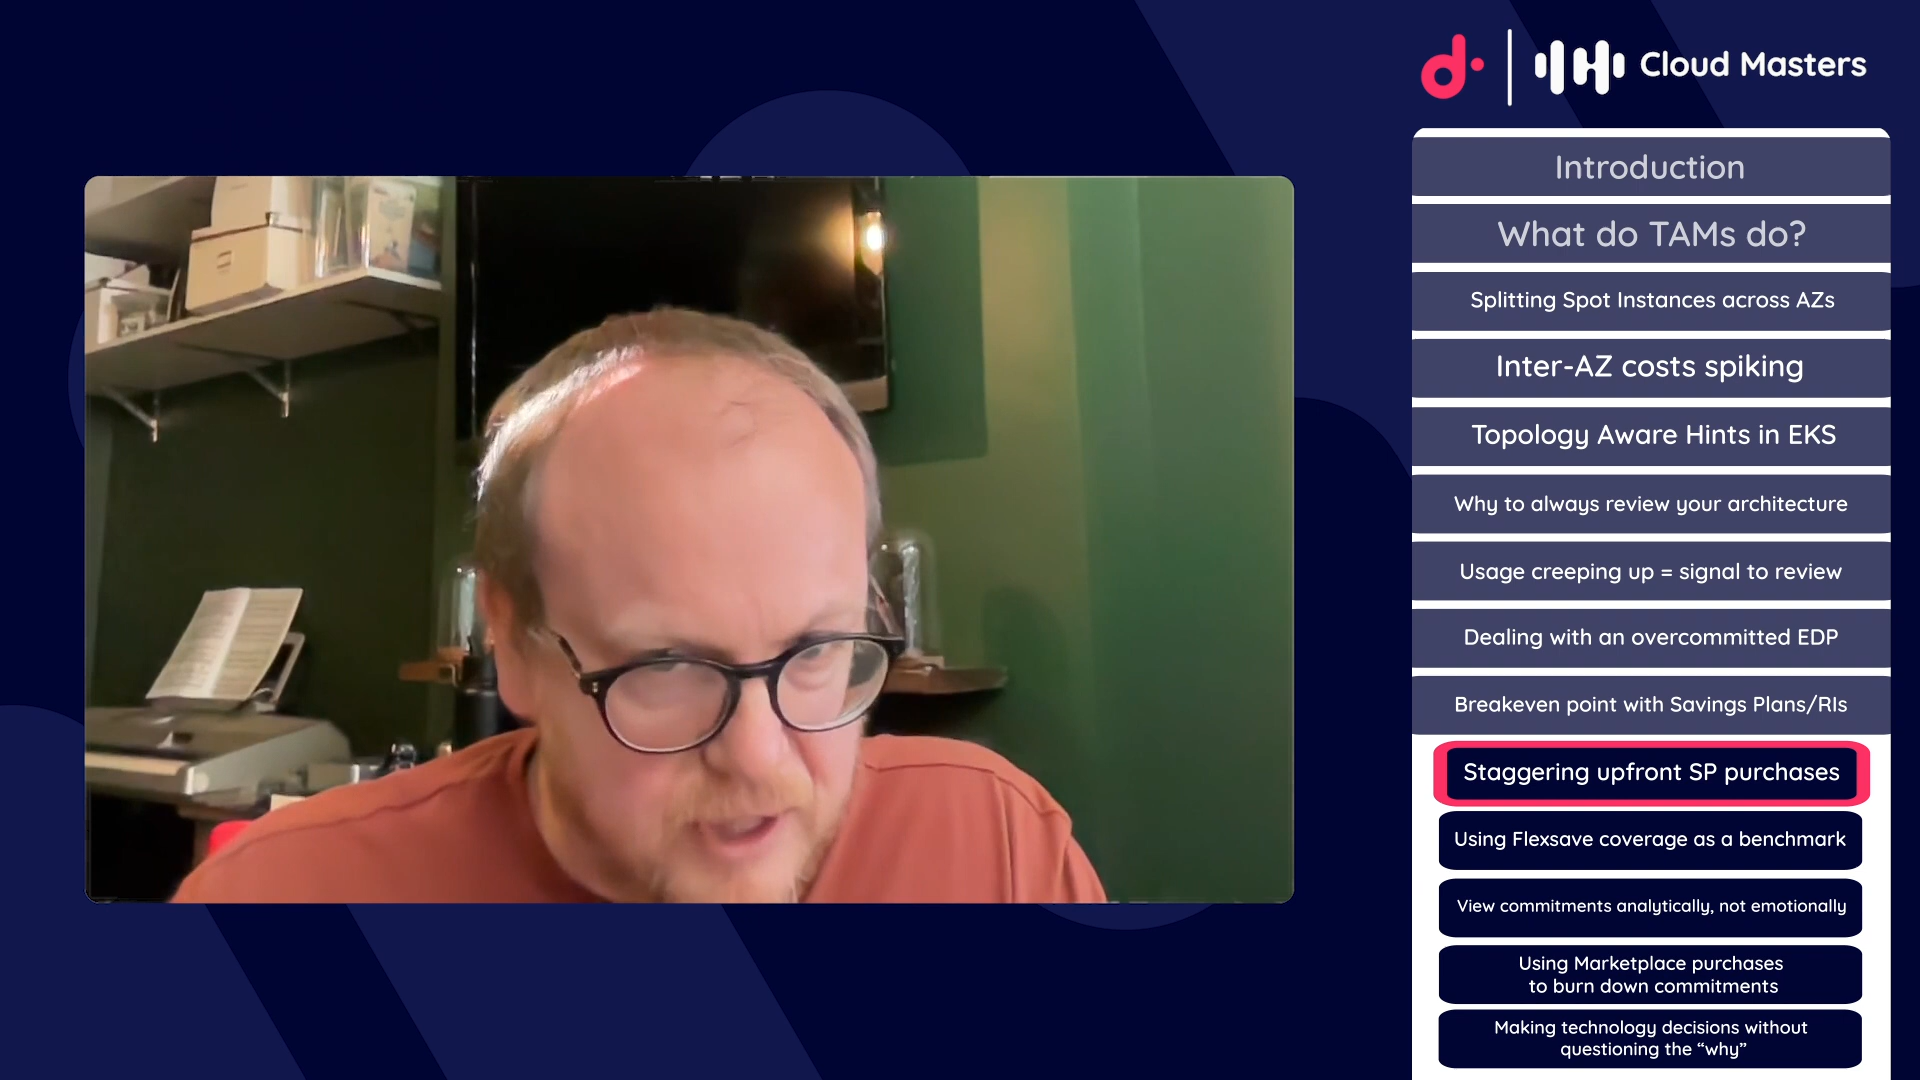 Cloud Masters
Introduction
What do TAMs do?
Splitting Spot Instances across AZs
Inter-AZ costs spiking
Topology Aware Hints in EKS
Why to always review your architecture
Usage creeping up = signal to review
Dealing with an overcommitted EDP
Breakeven point with Savings Plans/RIs
Staggering upfront SP purchases
Using Flexsave coverage as a benchmark
View commitments analytically, not emotionally
Using Marketplace purchases
to burn down commitments
Making technology decisions without
questioning the “why”